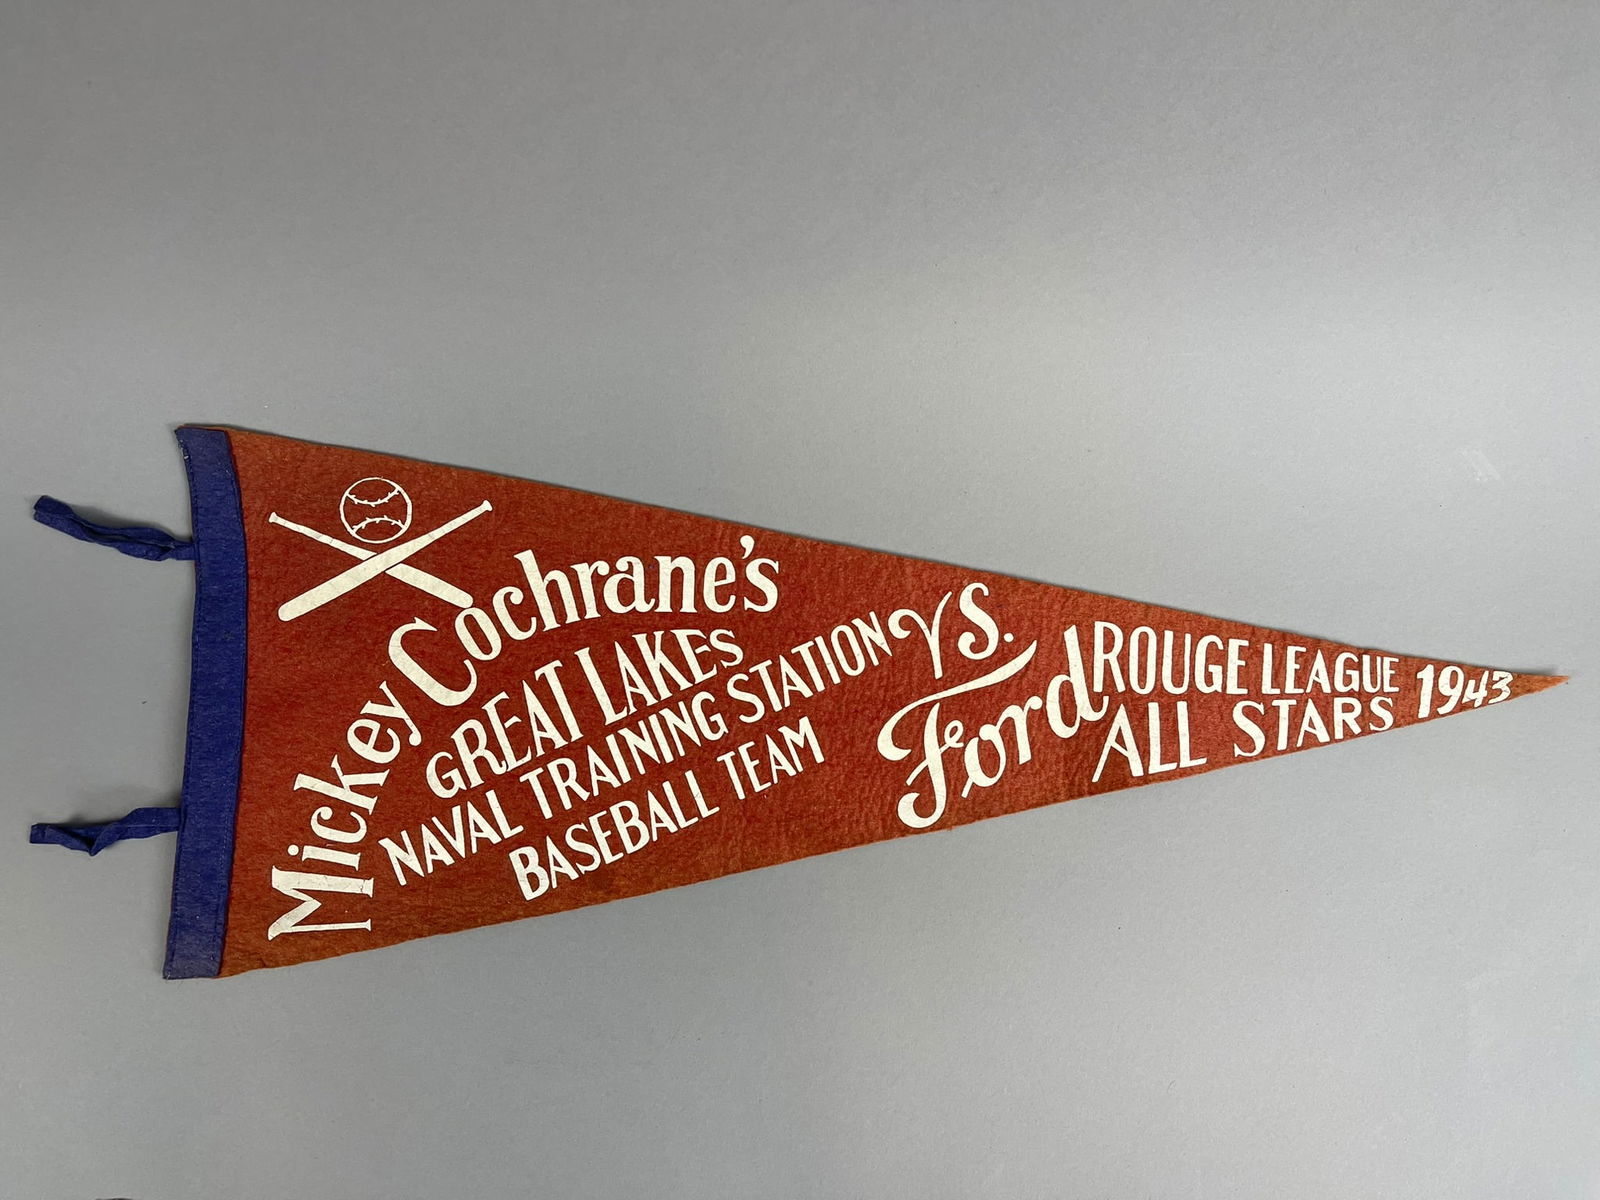 Mickey Cochrane's
GREAT LAKES
NAVAL TRAINING STATION
BASEBALL TEAM
VS.
Ford
ROUGE LEAGUE
ALL STARS
1943